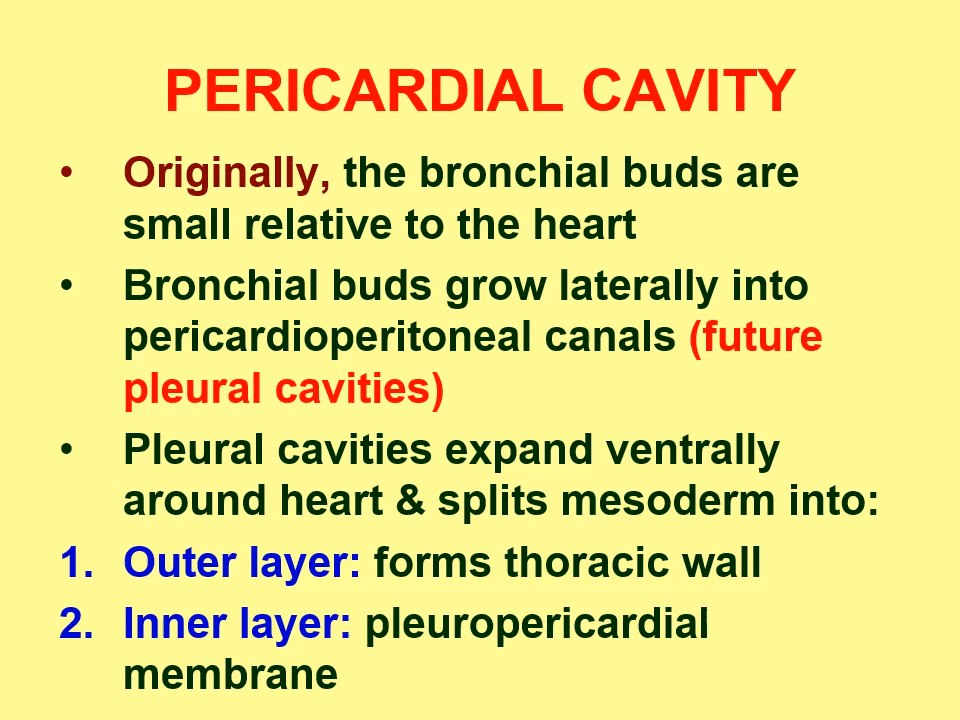 PERICARDIAL CAVITY
• Originally, the bronchial buds are
small relative to the heart
• Bronchial buds grow laterally into
pericardioperitoneal canals (future
pleural cavities)
• Pleural cavities expand ventrally
around heart & splits mesoderm into:
1. Outer layer: forms thoracic wall
2. Inner layer: pleuropericardial
membrane